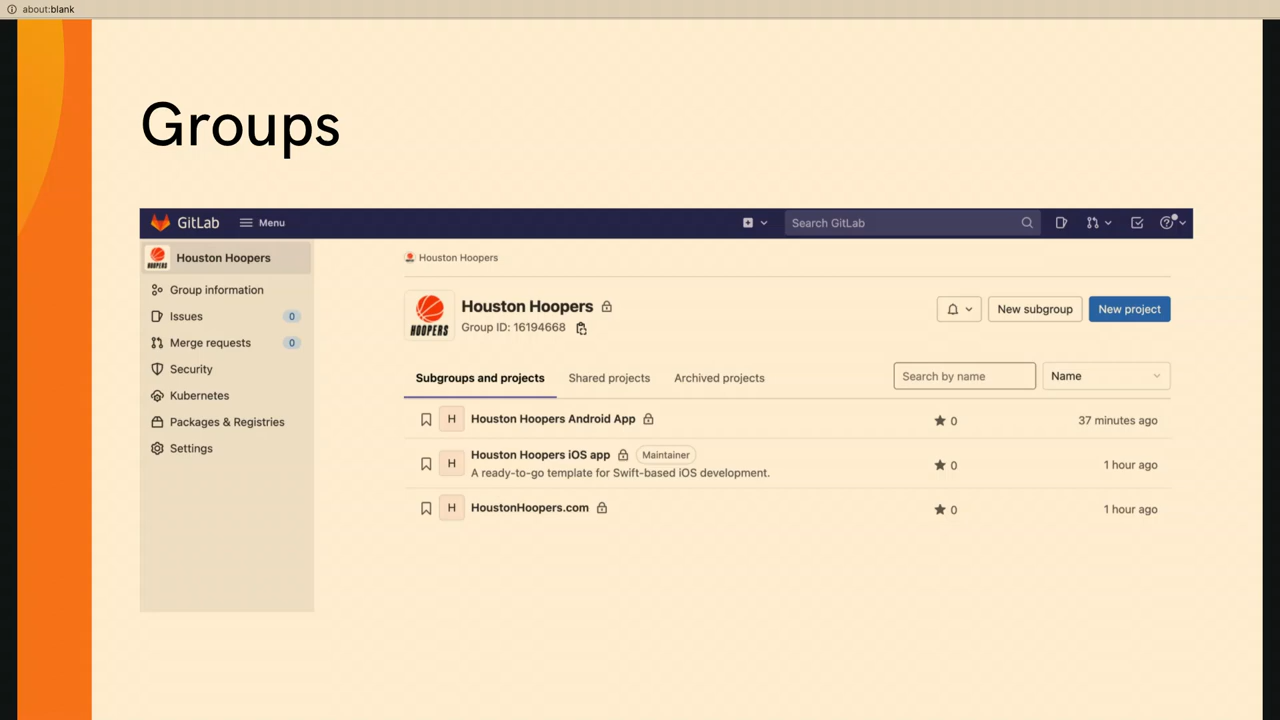 about:blank
Groups
GitLab Menu Search GitLab
Houston Hoopers
Group information
Issues 0
Merge requests 0
Security
Kubernetes
Packages & Registries
Settings
Houston Hoopers
HOOPERS
Houston Hoopers
Group ID: 16194668
New subgroup New project
Subgroups and projects Shared projects Archived projects Search by name Name
H Houston Hoopers Android App 0 37 minutes ago
H Houston Hoopers iOS app Maintainer 0 1 hour ago
A ready-to-go template for Swift-based iOS development.
H HoustonHoopers.com 0 1 hour ago